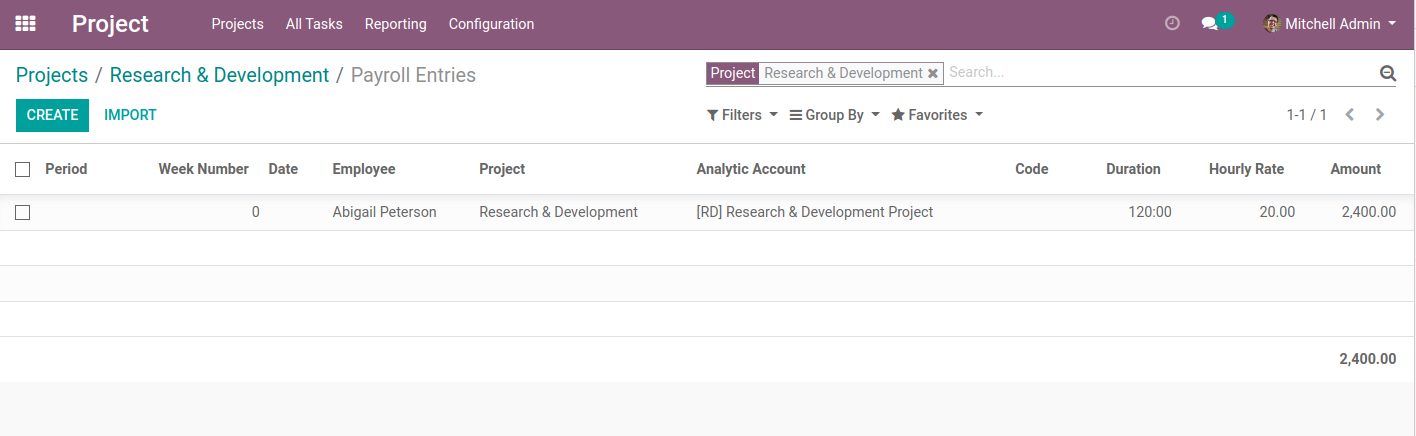 Project Projects All Tasks Reporting Configuration 1 Mitchell Admin
Projects / Research & Development / Payroll Entries Project Research & Development Search...
CREATE IMPORT Filters Group By Favorites 1-1 / 1
Period Week Number Date Employee Project Analytic Account Code Duration Hourly Rate Amount
0 Abigail Peterson Research & Development [RD] Research & Development Project 120:00 20.00 2,400.00
2,400.00